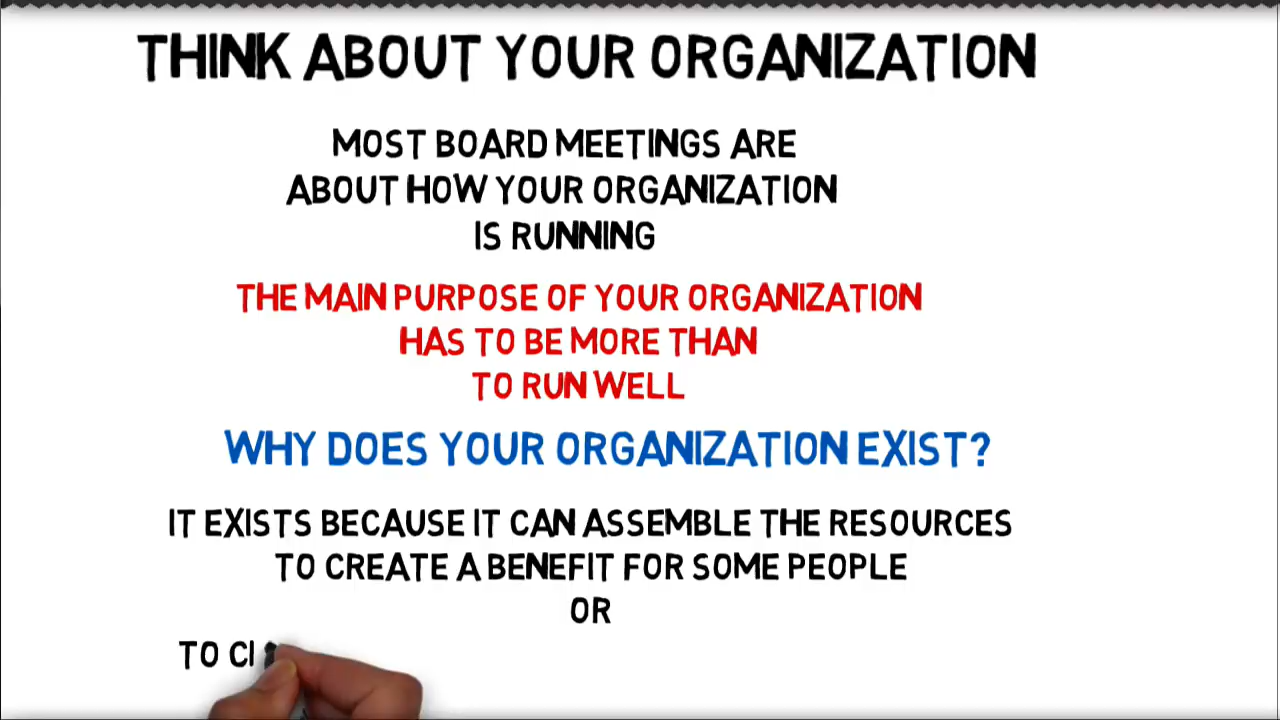 THINK ABOUT YOUR ORGANIZATION
MOST BOARD MEETINGS ARE
ABOUT HOW YOUR ORGANIZATION
IS RUNNING
THE MAIN PURPOSE OF YOUR ORGANIZATION
HAS TO BE MORE THAN
TO RUN WELL
WHY DOES YOUR ORGANIZATION EXIST?
IT EXISTS BECAUSE IT CAN ASSEMBLE THE RESOURCES
TO CREATE A BENEFIT FOR SOME PEOPLE
OR
TO